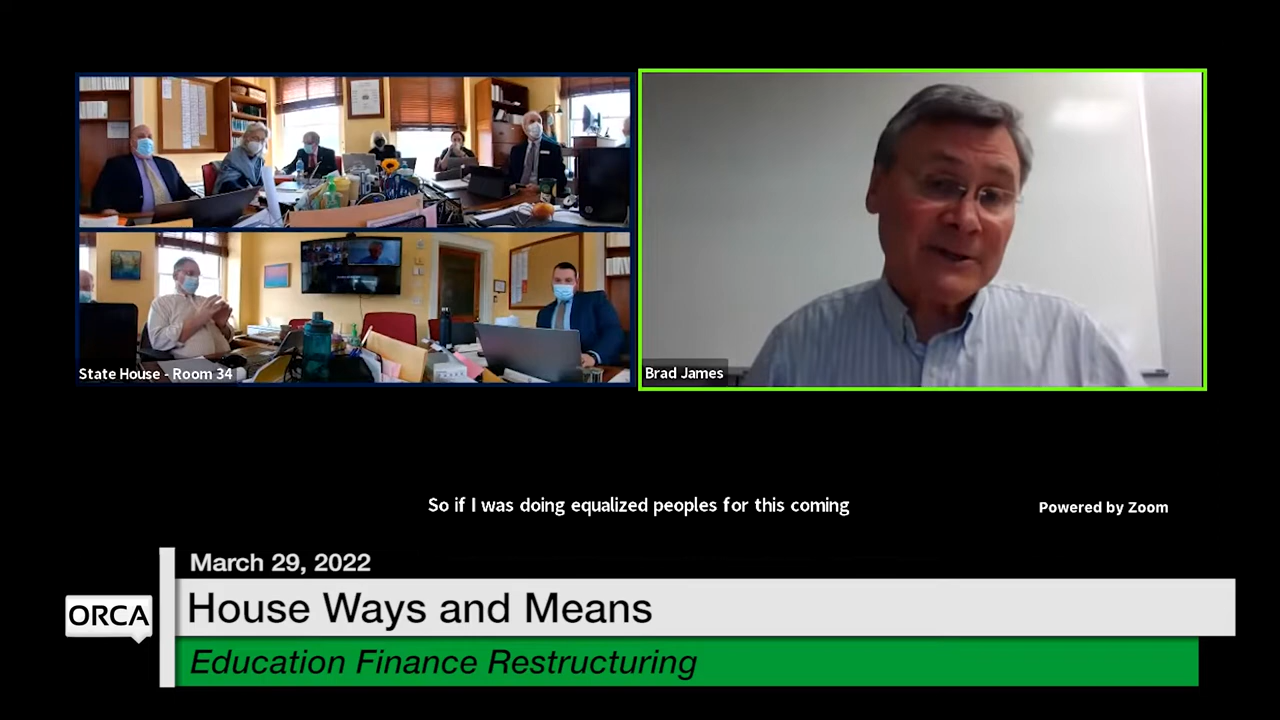 State House - Room 34
Brad James
So if I was doing equalized peoples for this coming
Powered by Zoom
March 29, 2022
ORCA
House Ways and Means
Education Finance Restructuring